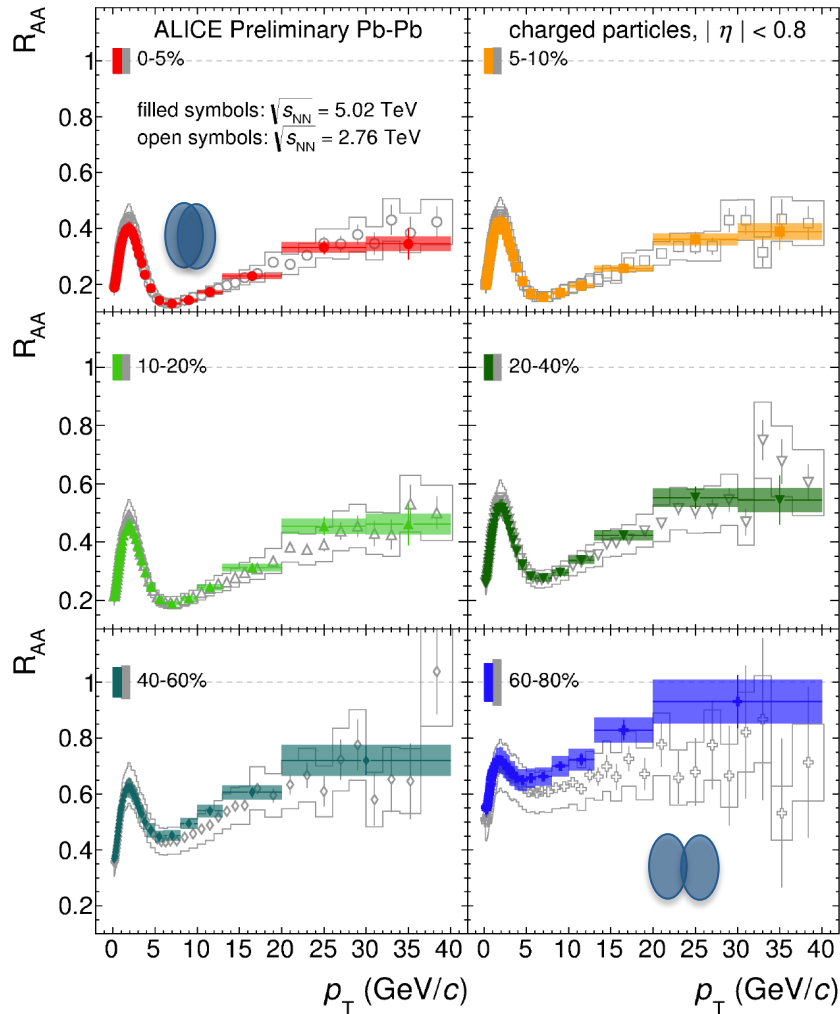 R_AA
ALICE Preliminary Pb-Pb
charged particles, | η | < 0.8
1
0-5%
5-10%
filled symbols: √s_NN = 5.02 TeV
open symbols: √s_NN = 2.76 TeV
0.8
0.6
0.4
0.2
R_AA
1
10-20%
20-40%
0.8
0.6
0.4
0.2
R_AA
1
40-60%
60-80%
0.8
0.6
0.4
0.2
0 5 10 15 20 25 30 35 40 0 5 10 15 20 25 30 35 40
p_T (GeV/c) p_T (GeV/c)